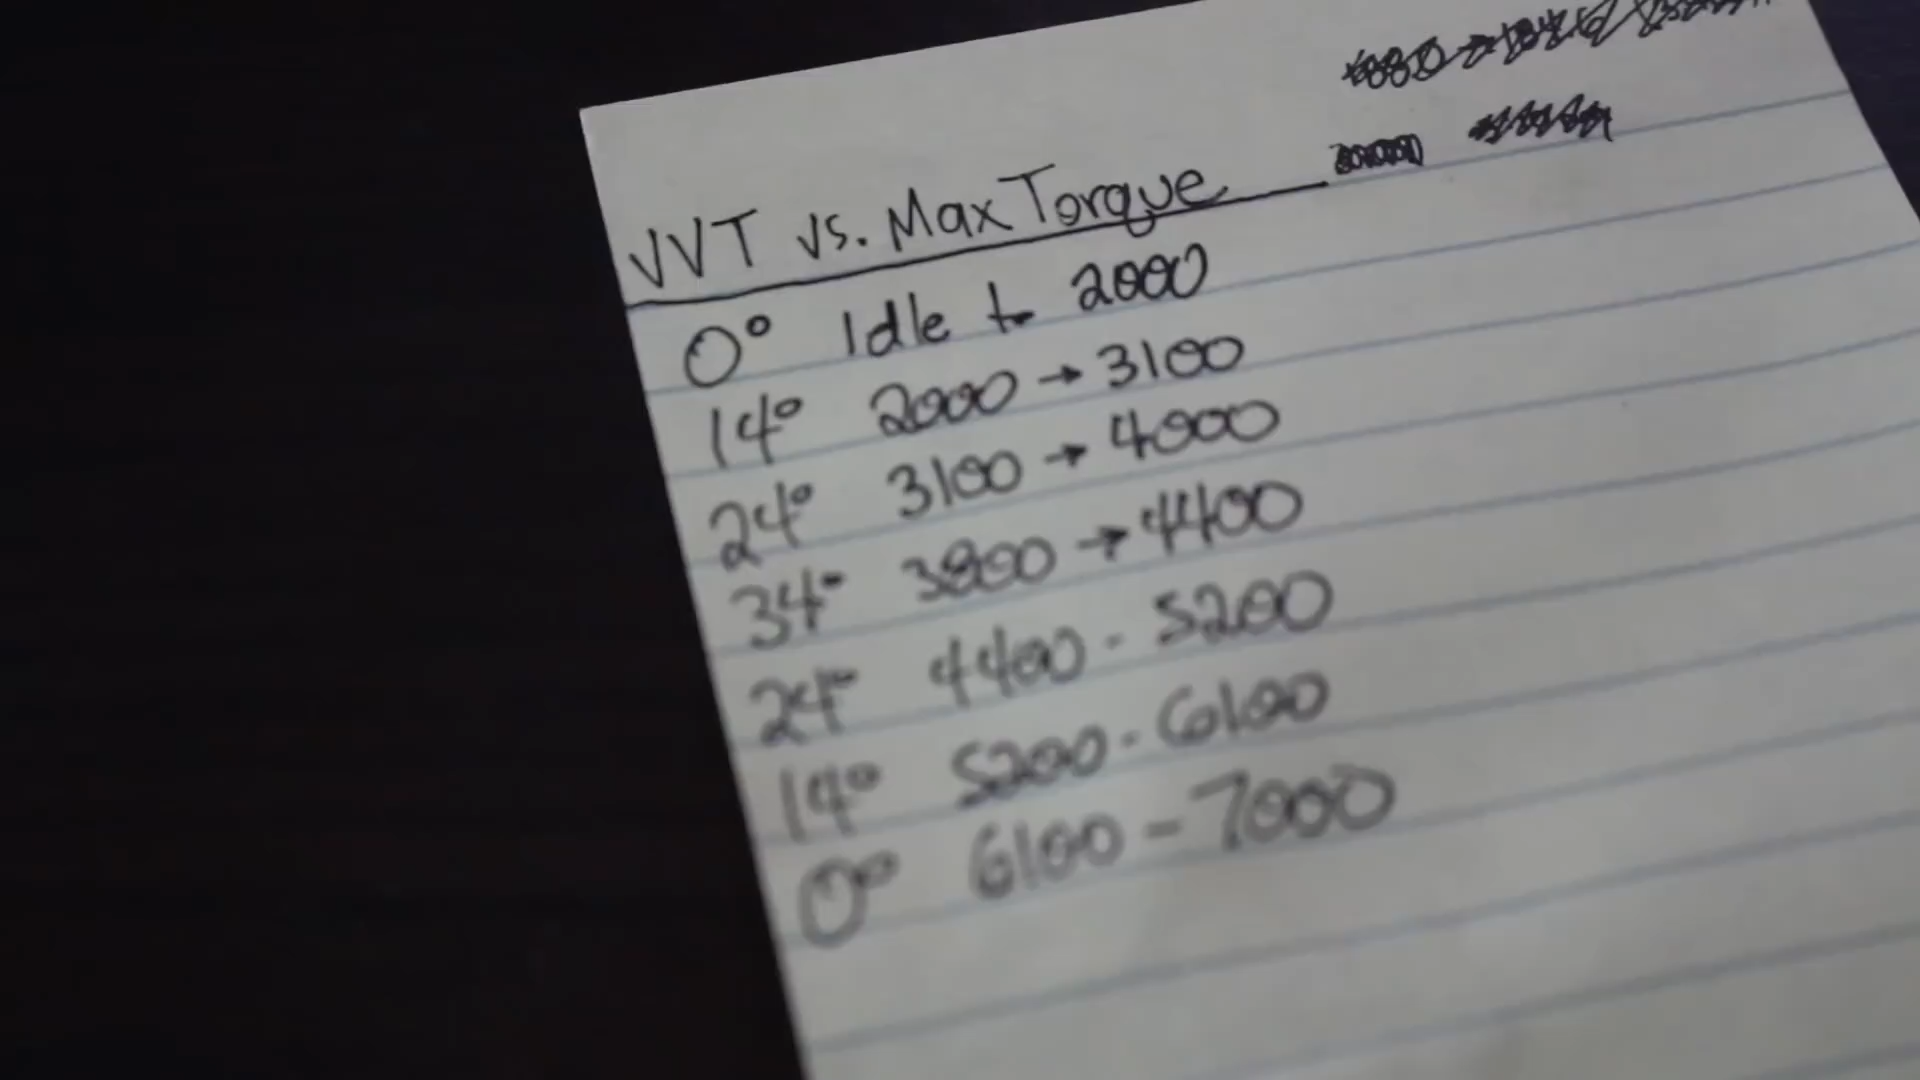 VVT vs. Max Torque
0° Idle to 2000
14° 2000 → 3100
24° 3100 → 4000
34° 3800 → 4400
24° 4400 - 5200
14° 5200 - 6100
0° 6100 - 7000